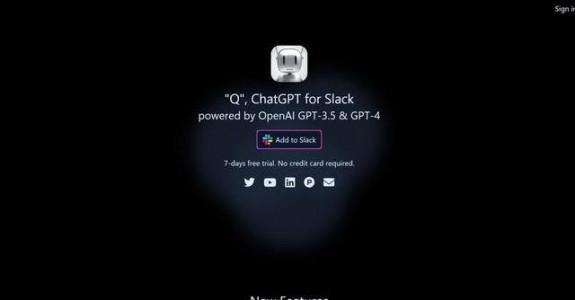 Sign in
"Q", ChatGPT for Slack
powered by OpenAI GPT-3.5 & GPT-4
Add to Slack
7-days free trial. No credit card required.
New Features